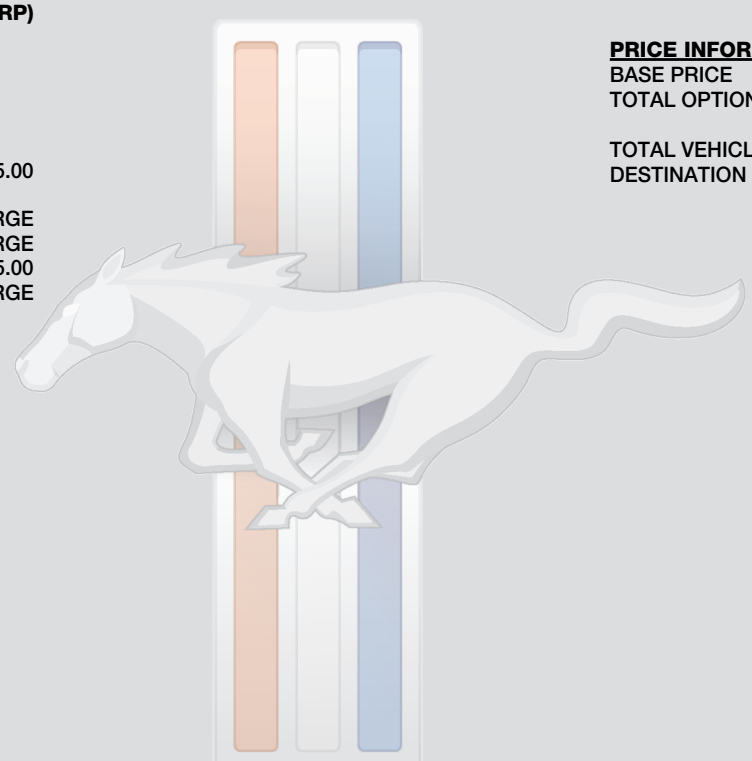 RP)
5.00
RGE
RGE
5.00
RGE
PRICE INFOR
BASE PRICE
TOTAL OPTION
TOTAL VEHICL
DESTINATION